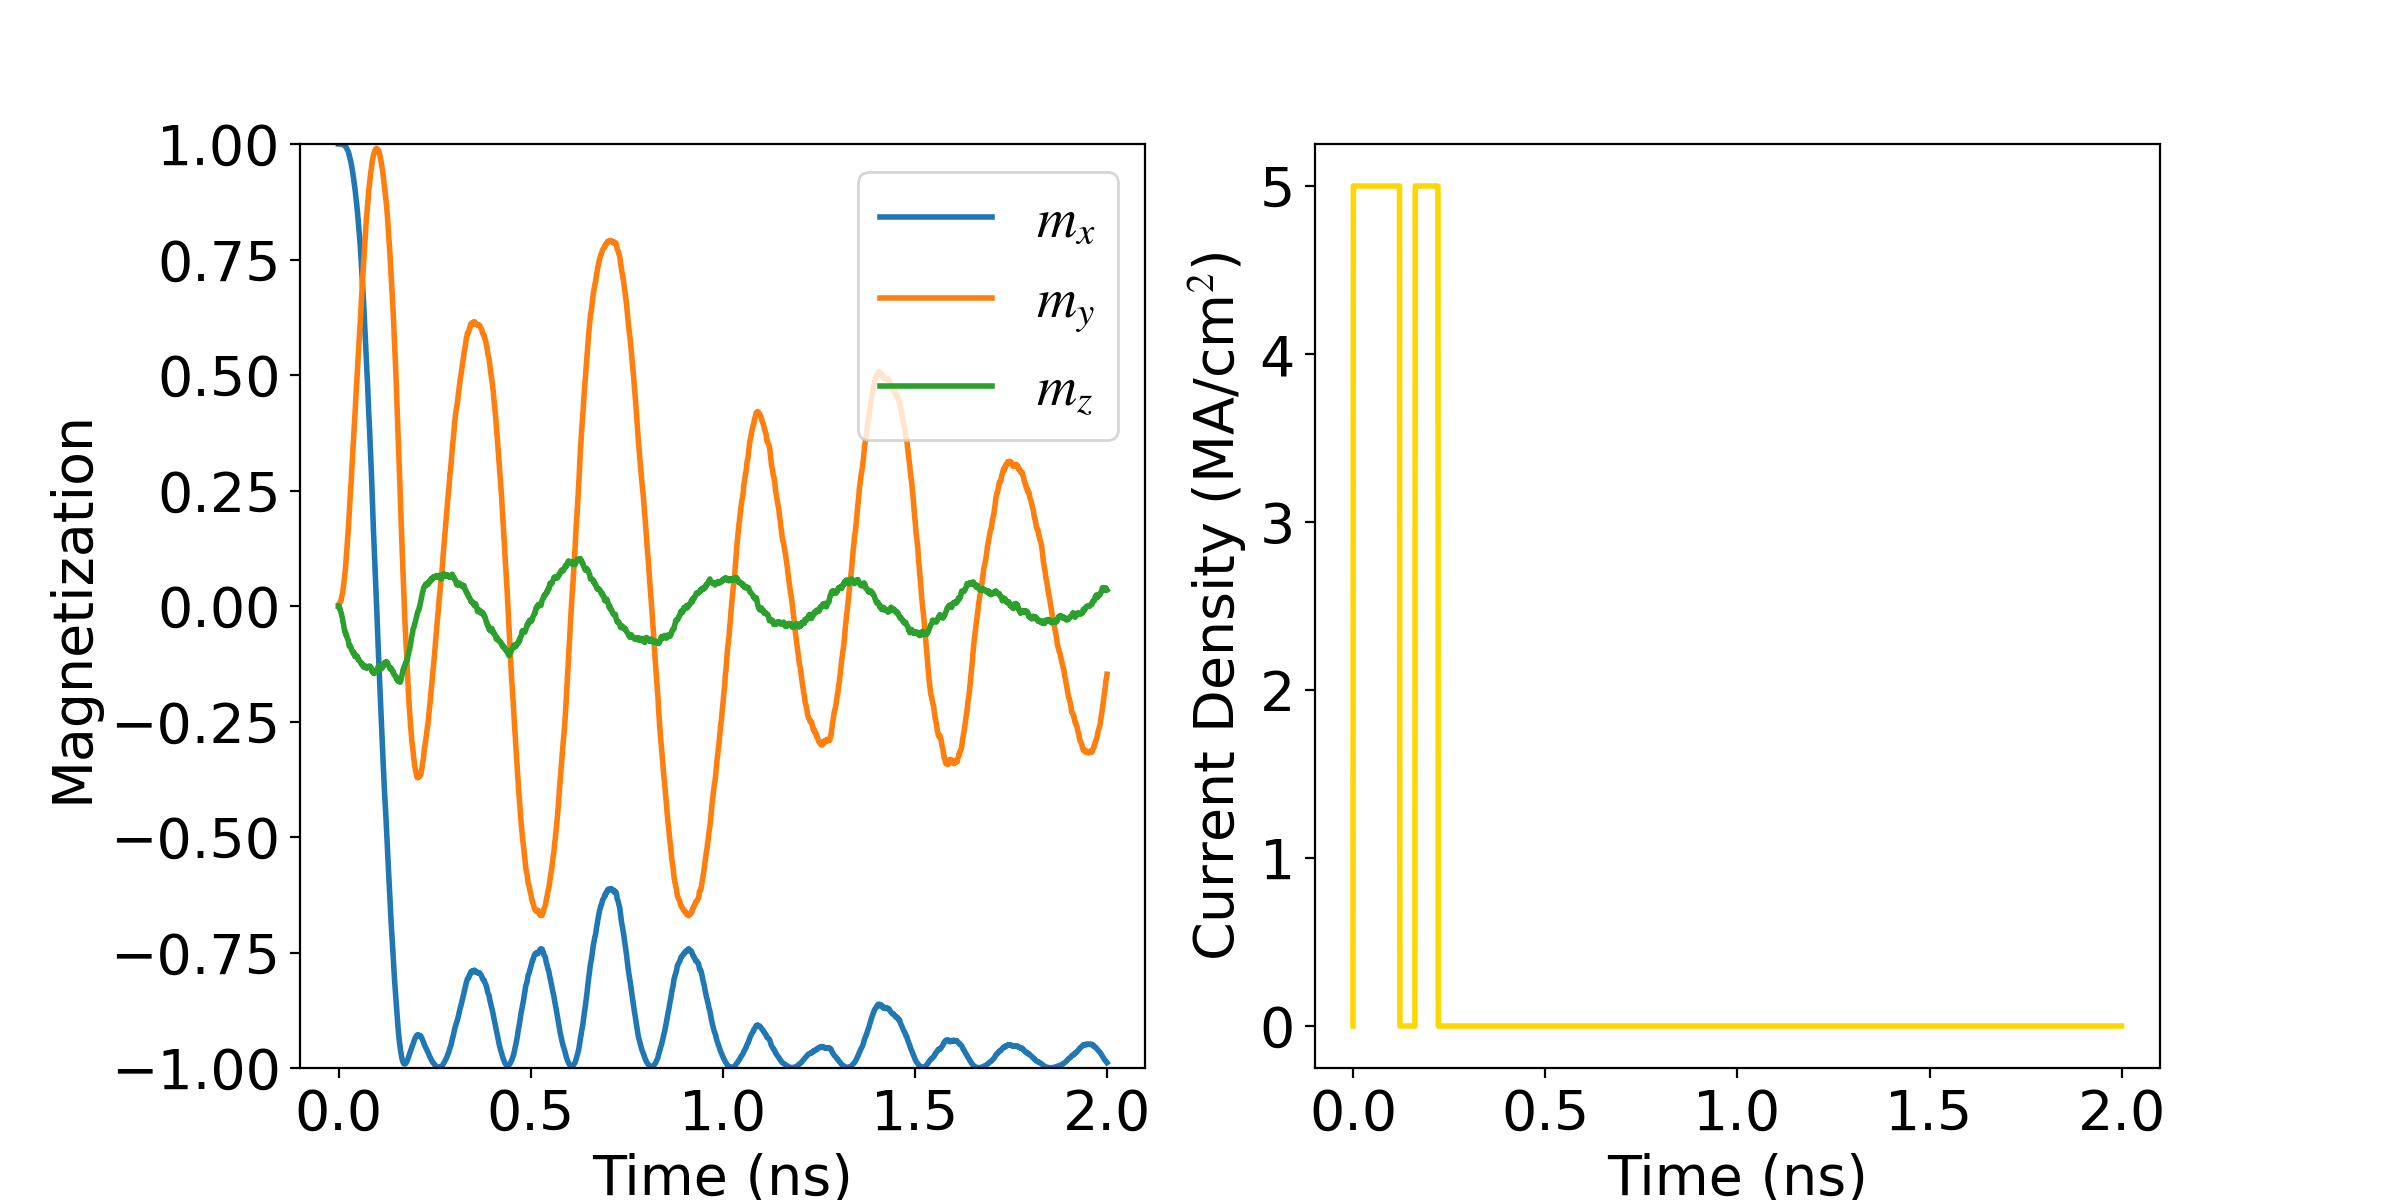 1.00
0.75
0.50
0.25
0.00
−0.25
−0.50
−0.75
−1.00
Magnetization
0.0 0.5 1.0 1.5 2.0
Time (ns)
mₓ
m_y
m_z
5
4
3
2
1
0
Current Density (MA/cm²)
0.0 0.5 1.0 1.5 2.0
Time (ns)